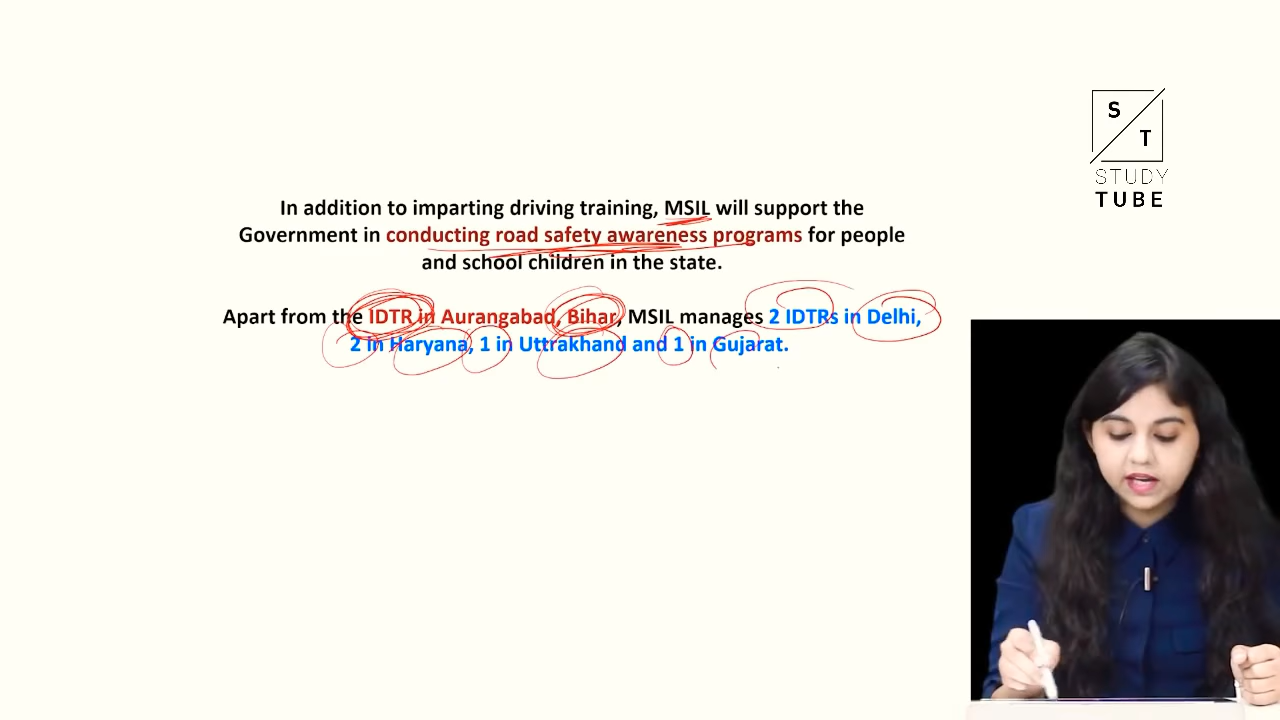 S
T
STUDY
TUBE
In addition to imparting driving training, MSIL will support the
Government in conducting road safety awareness programs for people
and school children in the state.
Apart from the IDTR in Aurangabad, Bihar, MSIL manages 2 IDTRs in Delhi,
2 in Haryana, 1 in Uttrakhand and 1 in Gujarat.